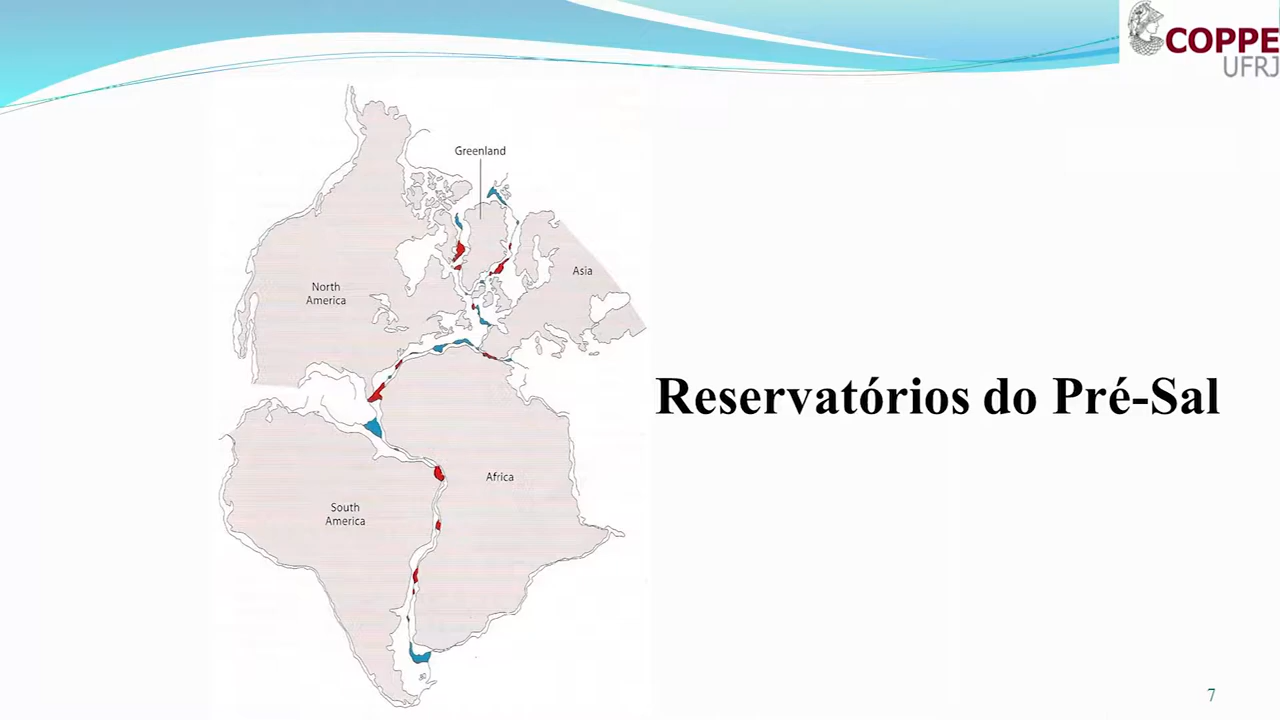 COPPE
UFRJ
Greenland
Asia
North
America
Reservatórios do Pré-Sal
Africa
South
America
7